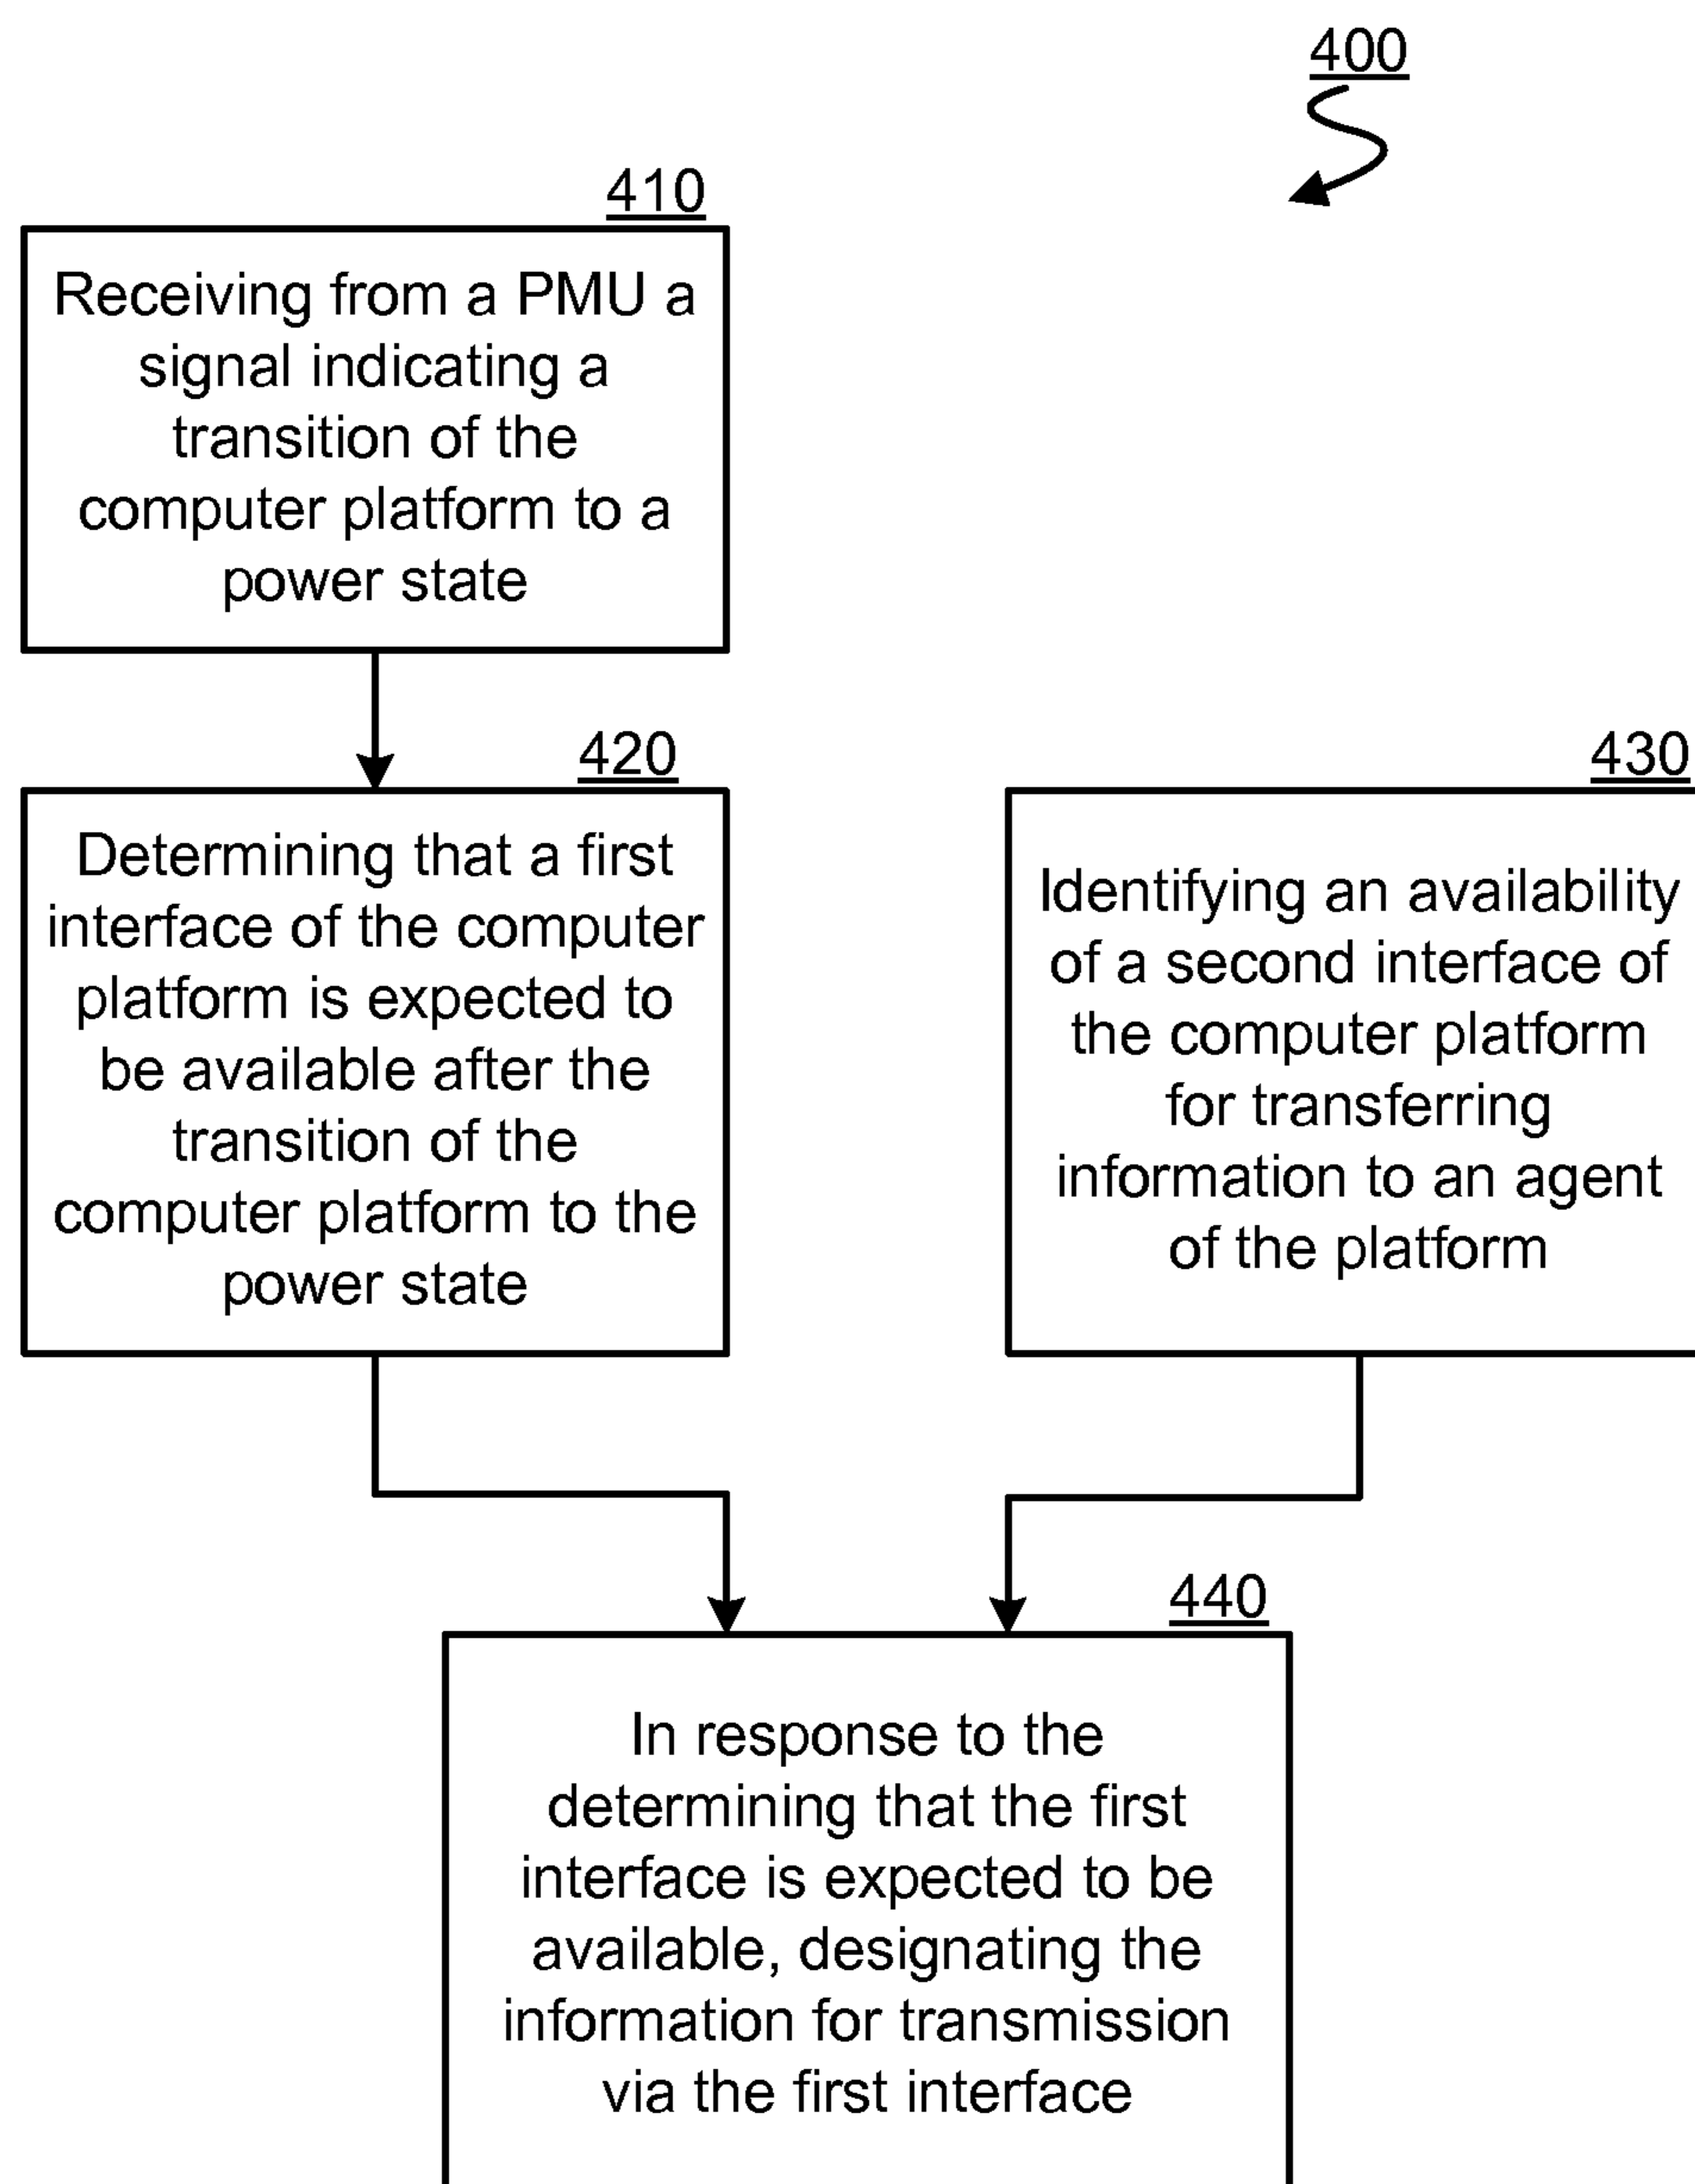 400
410
Receiving from a PMU a
signal indicating a
transition of the
computer platform to a
power state
420
Determining that a first
interface of the computer
platform is expected to
be available after the
transition of the
computer platform to the
power state
430
Identifying an availability
of a second interface of
the computer platform
for transferring
information to an agent
of the platform
440
In response to the
determining that the first
interface is expected to be
available, designating the
information for transmission
via the first interface